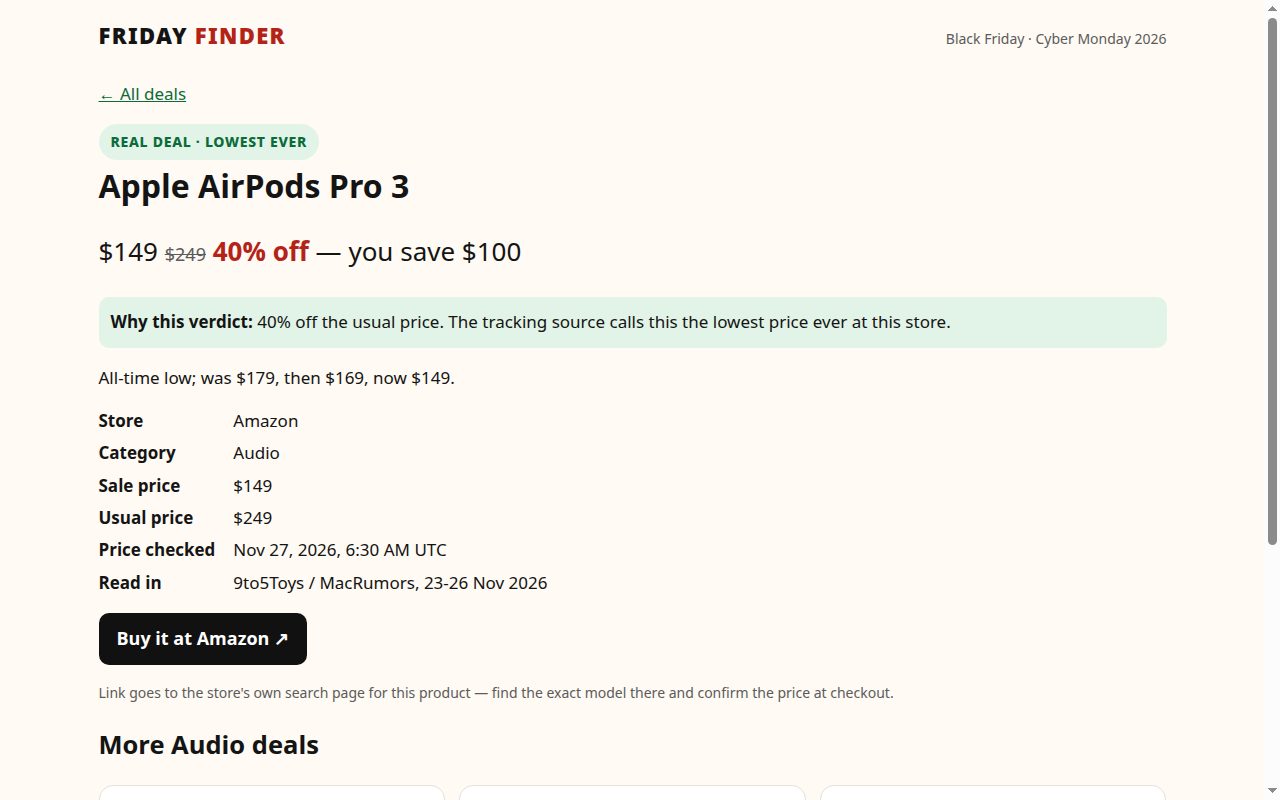 FRIDAY FINDER
Black Friday · Cyber Monday 2026
← All deals
REAL DEAL · LOWEST EVER
Apple AirPods Pro 3
$149 $249 40% off — you save $100
Why this verdict: 40% off the usual price. The tracking source calls this the lowest price ever at this store.
All-time low; was $179, then $169, now $149.
Store Amazon
Category Audio
Sale price $149
Usual price $249
Price checked Nov 27, 2026, 6:30 AM UTC
Read in 9to5Toys / MacRumors, 23-26 Nov 2026
Buy it at Amazon ↗
Link goes to the store's own search page for this product — find the exact model there and confirm the price at checkout.
More Audio deals